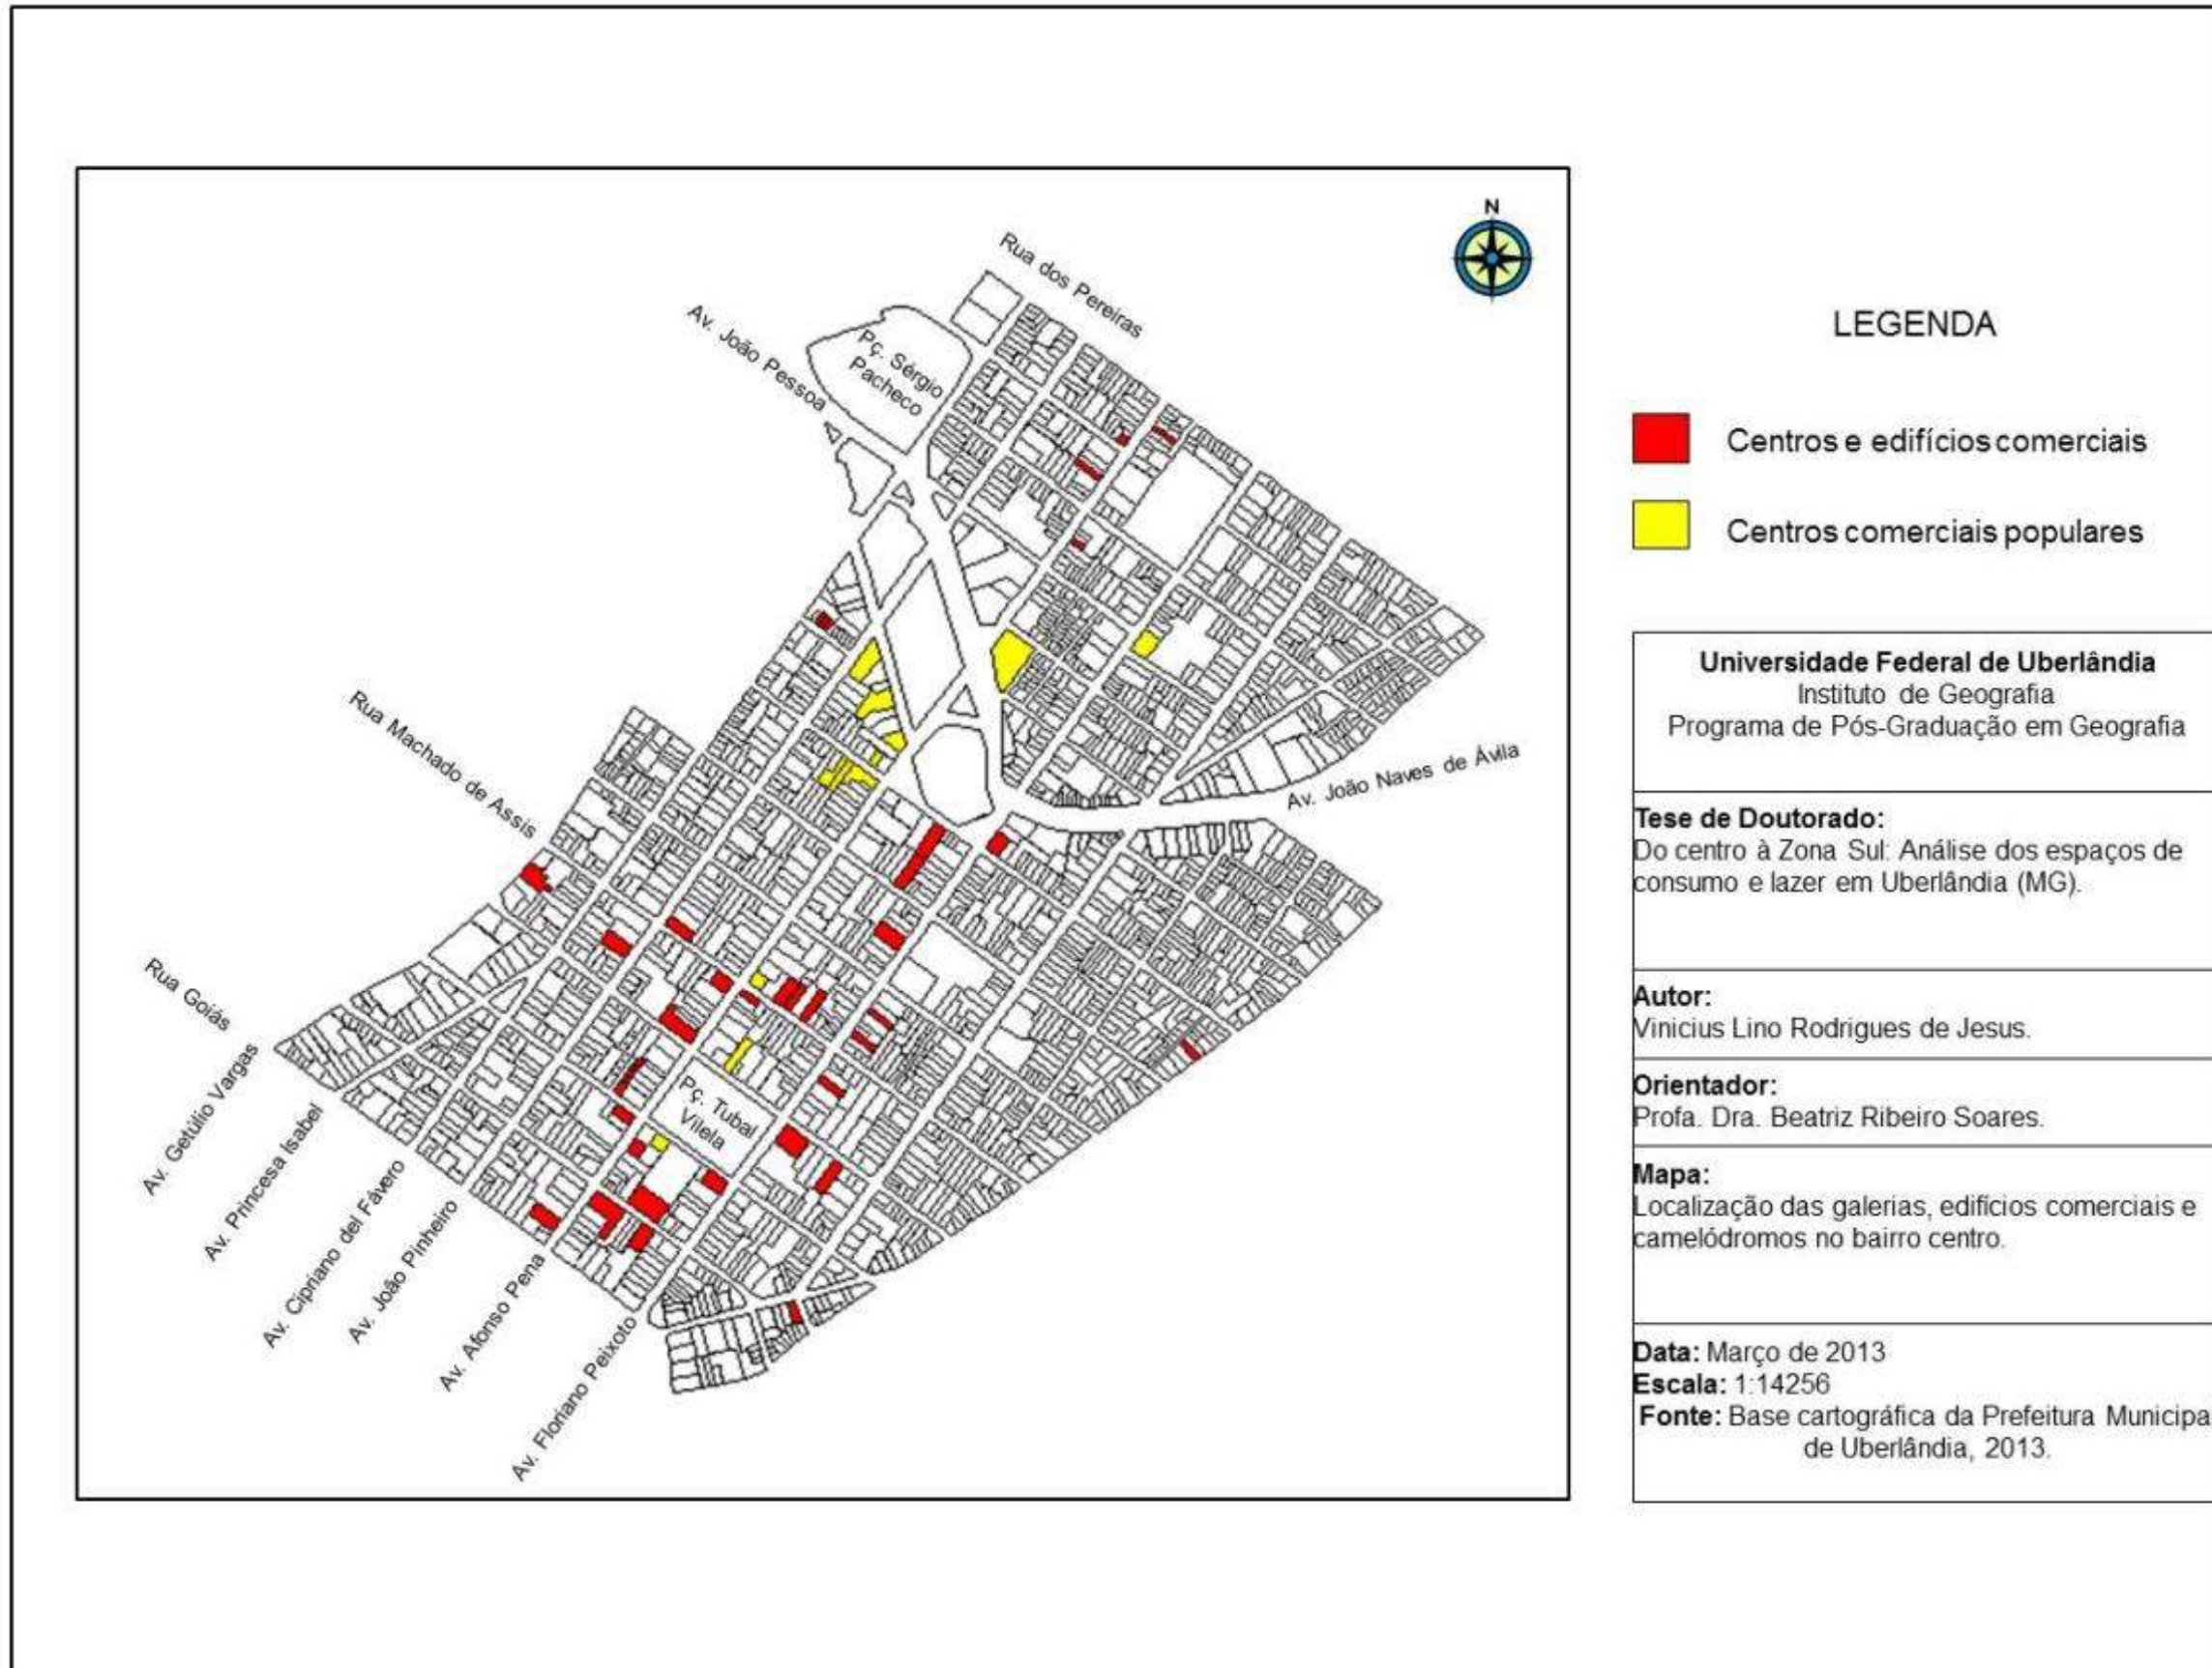 N
Rua dos Pereiras
Av. João Pessoa
Pç. Sérgio
Pacheco
Rua Machado de Assis
Av. João Naves de Ávila
Rua Goiás
Av. Getúlio Vargas
Av. Princesa Isabel
Av. Cipriano del Fávero
Av. João Pinheiro
Av. Afonso Pena
Av. Floriano Peixoto
Pç. Tubal
Vilela
LEGENDA
Centros e edifícios comerciais
Centros comerciais populares
Universidade Federal de Uberlândia
Instituto de Geografia
Programa de Pós-Graduação em Geografia
Tese de Doutorado:
Do centro à Zona Sul: Análise dos espaços de
consumo e lazer em Uberlândia (MG).
Autor:
Vinicius Lino Rodrigues de Jesus.
Orientador:
Profa. Dra. Beatriz Ribeiro Soares.
Mapa:
Localização das galerias, edifícios comerciais e
camelódromos no bairro centro.
Data: Março de 2013
Escala: 1:14256
Fonte: Base cartográfica da Prefeitura Municipa
de Uberlândia, 2013.